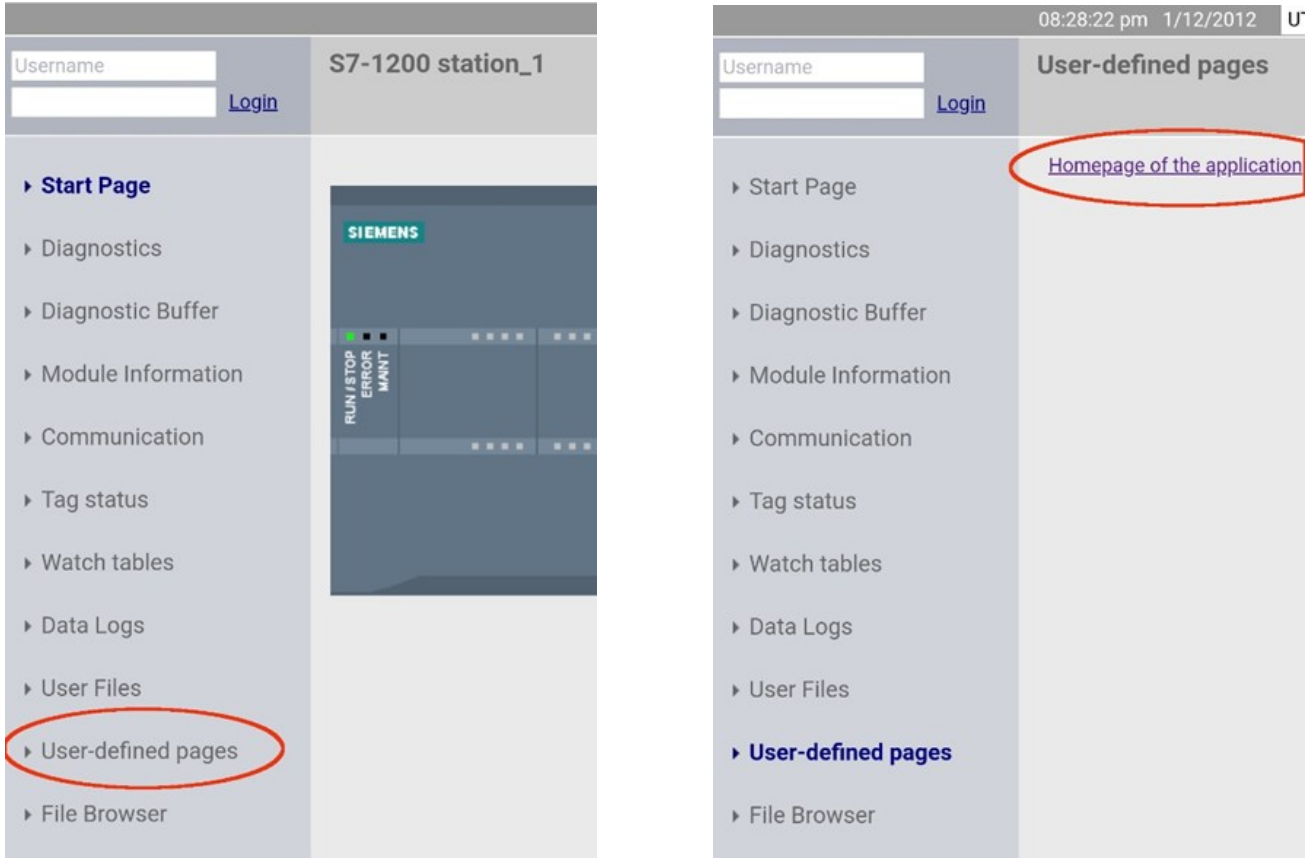 Username
Login
S7-1200 station_1
Start Page
Diagnostics
Diagnostic Buffer
Module Information
Communication
Tag status
Watch tables
Data Logs
User Files
User-defined pages
File Browser
SIEMENS
RUN / STOP
ERROR
MAINT
08:28:22 pm 1/12/2012
Username
Login
User-defined pages
Homepage of the application
Start Page
Diagnostics
Diagnostic Buffer
Module Information
Communication
Tag status
Watch tables
Data Logs
User Files
User-defined pages
File Browser